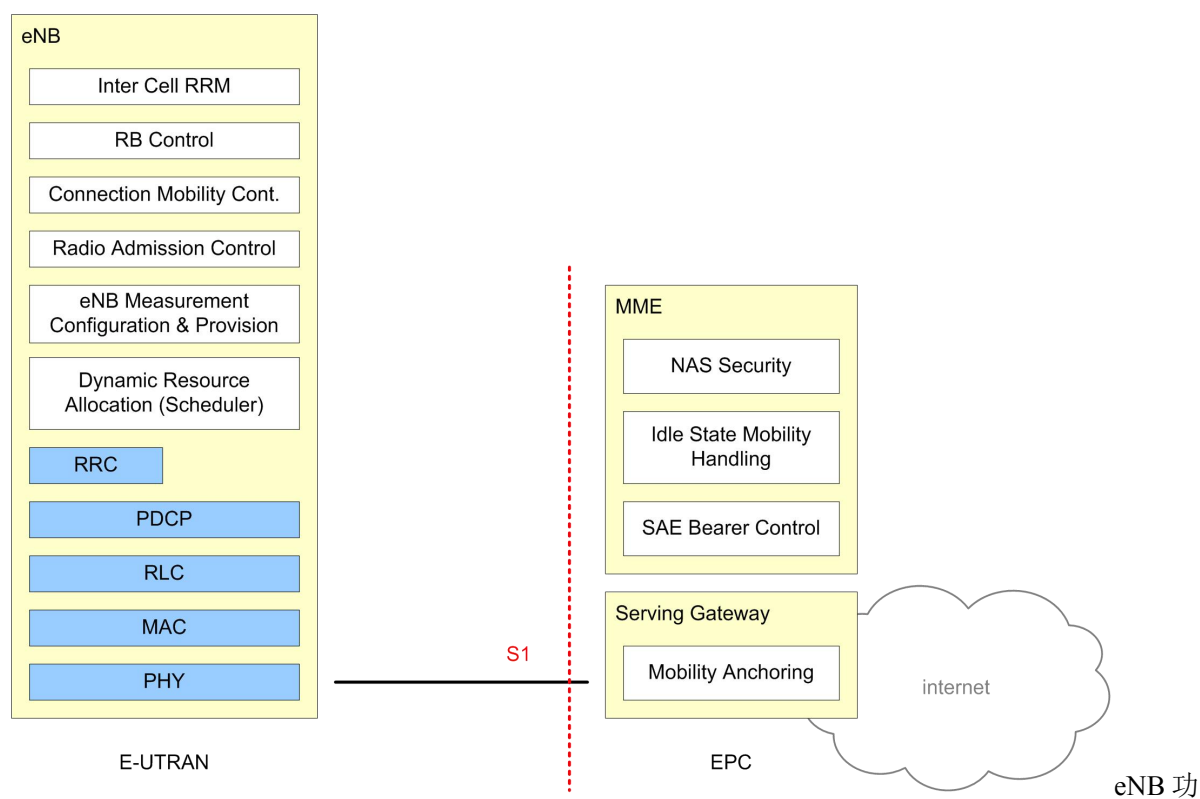 eNB
Inter Cell RRM
RB Control
Connection Mobility Cont.
Radio Admission Control
eNB Measurement
Configuration & Provision
Dynamic Resource
Allocation (Scheduler)
RRC
PDCP
RLC
MAC
PHY
S1
MME
NAS Security
Idle State Mobility
Handling
SAE Bearer Control
Serving Gateway
Mobility Anchoring
internet
E-UTRAN
EPC
eNB 功